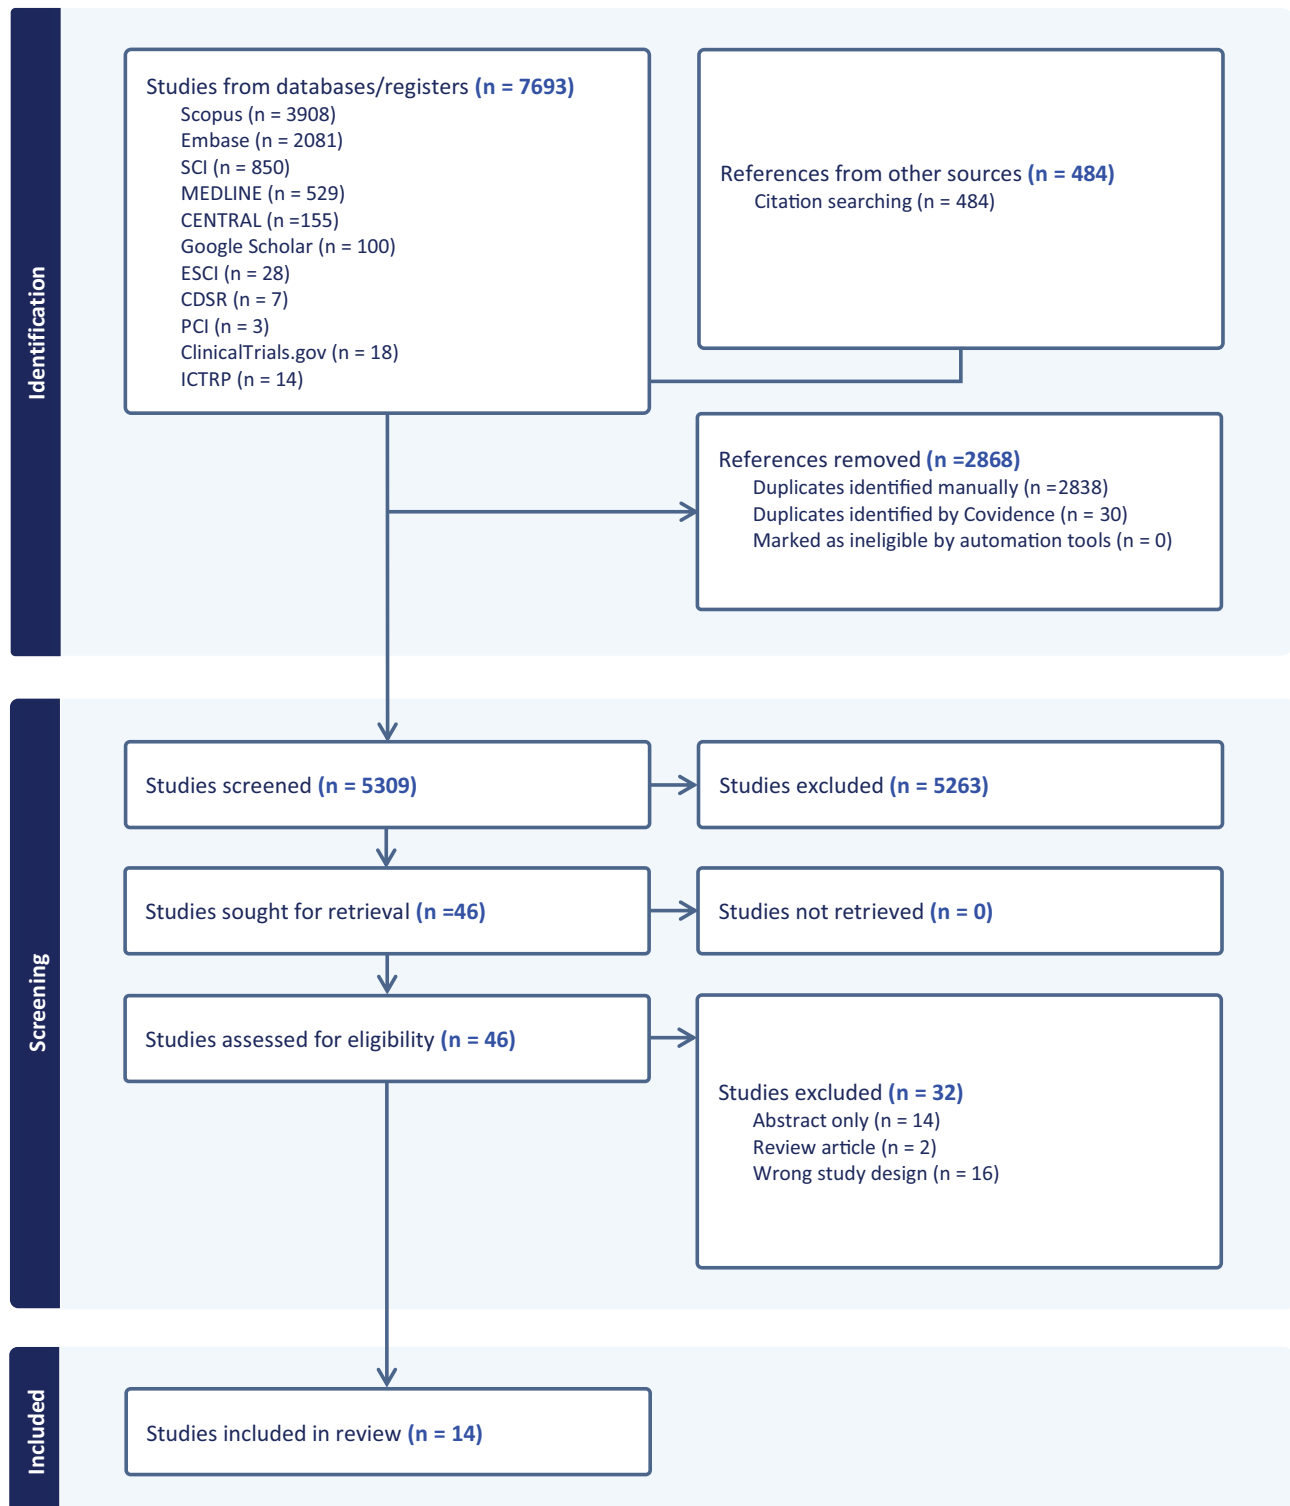 Identification
Studies from databases/registers (n = 7693)
Scopus (n = 3908)
Embase (n = 2081)
SCI (n = 850)
MEDLINE (n = 529)
CENTRAL (n =155)
Google Scholar (n = 100)
ESCI (n = 28)
CDSR (n = 7)
PCI (n = 3)
ClinicalTrials.gov (n = 18)
ICTRP (n = 14)
References from other sources (n = 484)
Citation searching (n = 484)
References removed (n =2868)
Duplicates identified manually (n =2838)
Duplicates identified by Covidence (n = 30)
Marked as ineligible by automation tools (n = 0)
Screening
Studies screened (n = 5309)
Studies excluded (n = 5263)
Studies sought for retrieval (n =46)
Studies not retrieved (n = 0)
Studies assessed for eligibility (n = 46)
Studies excluded (n = 32)
Abstract only (n = 14)
Review article (n = 2)
Wrong study design (n = 16)
Included
Studies included in review (n = 14)